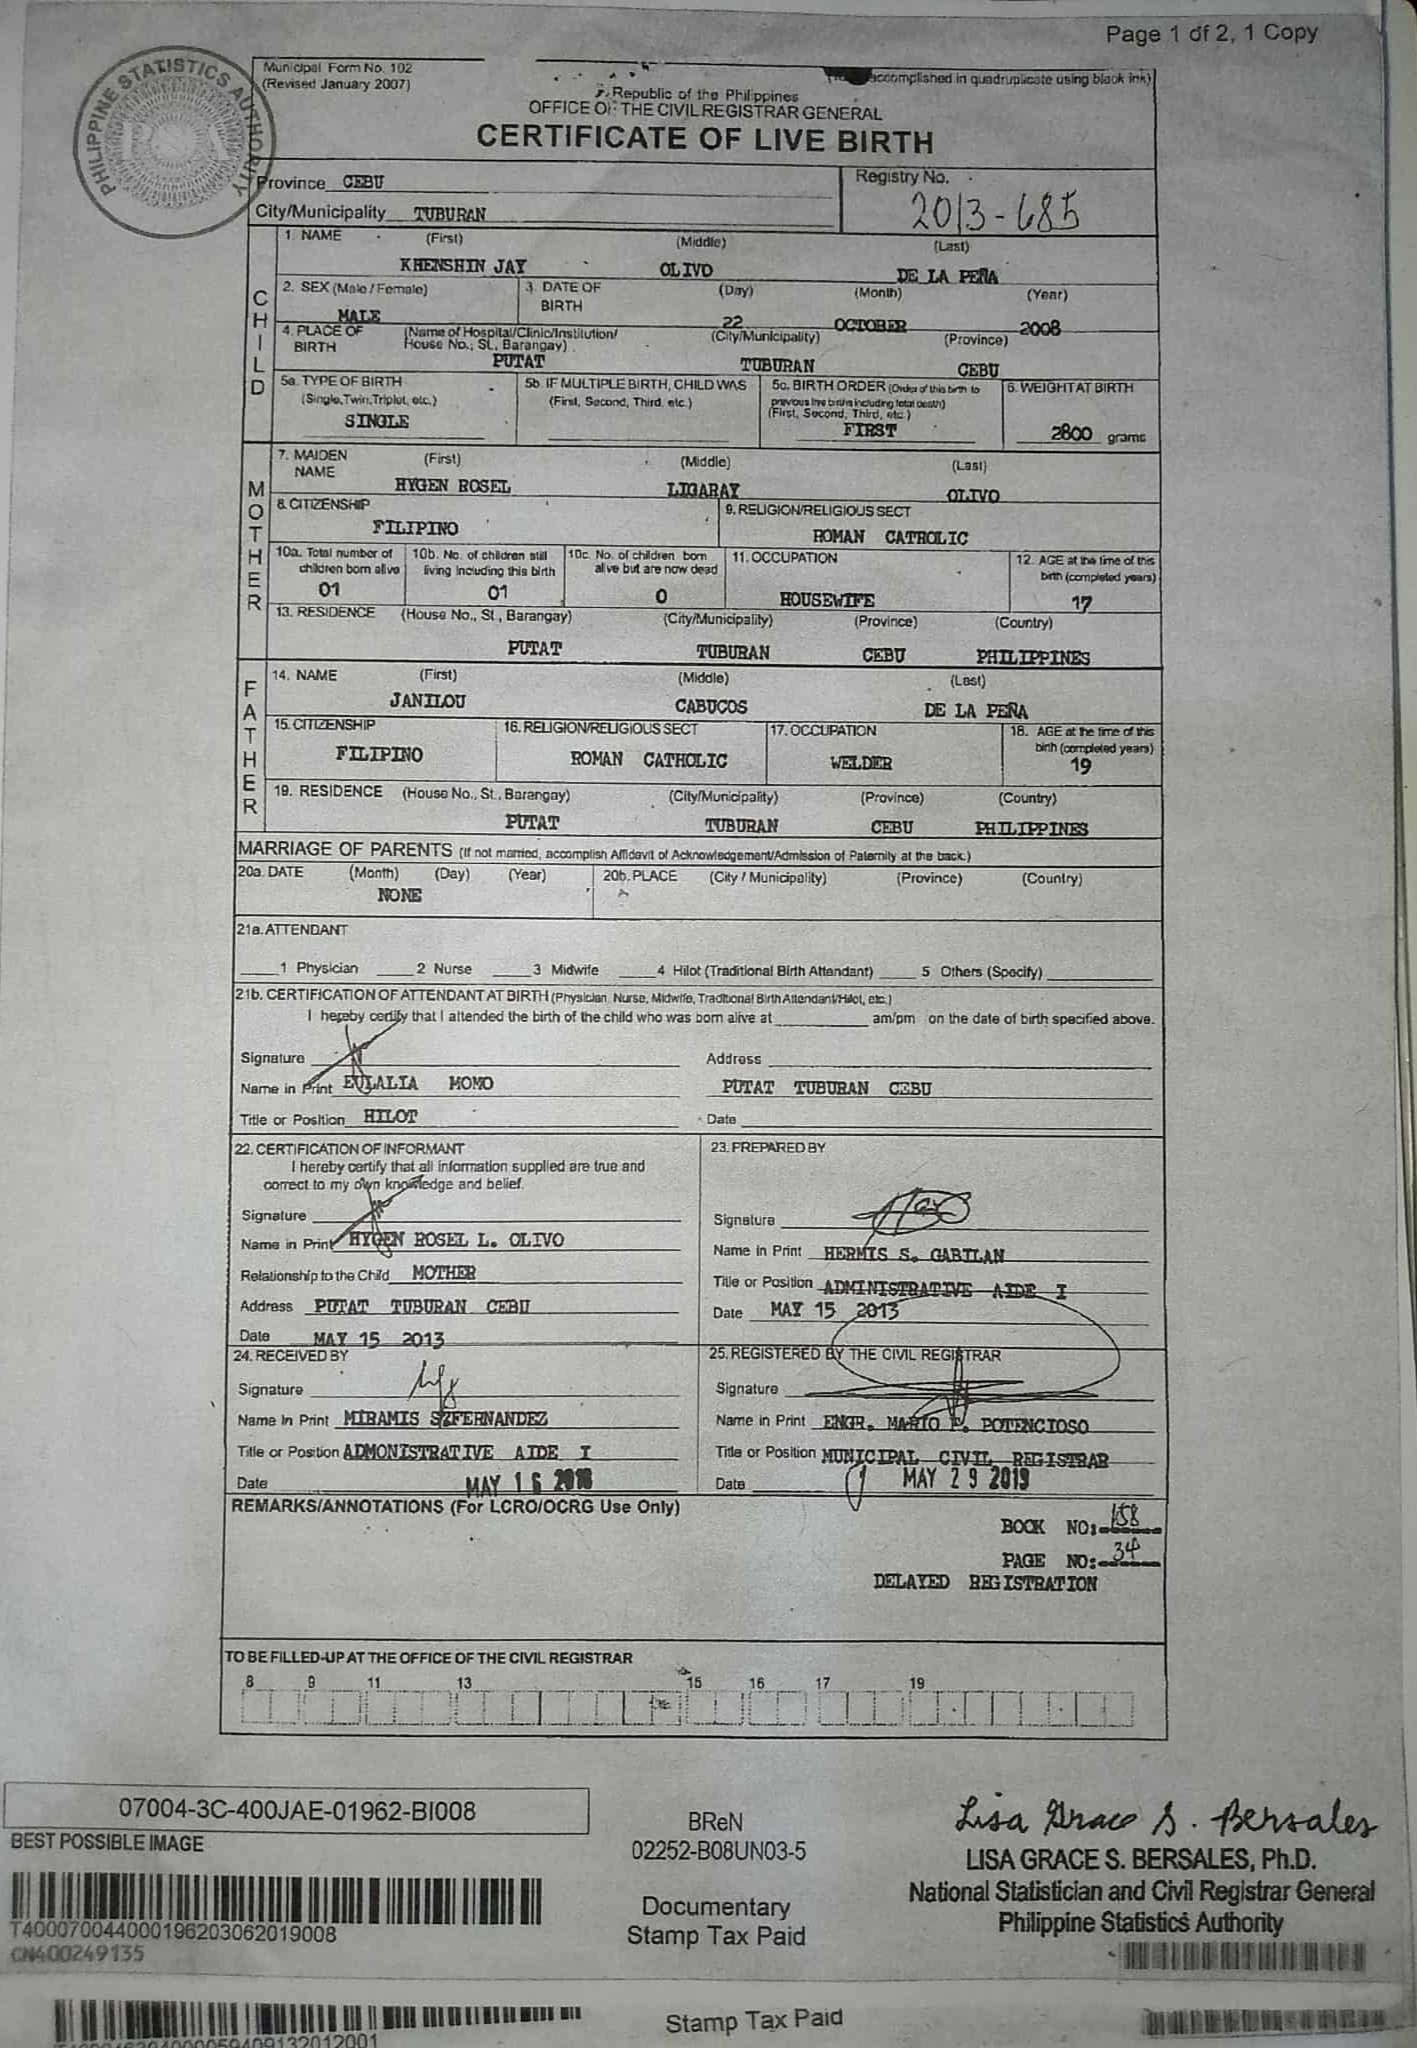 Page 1 of 2, 1 Copy
PHILIPPINE STATISTICS AUTHORITY
Municipal Form No. 102
(Revised January 2007)
accomplished in quadruplicate using black ink)
Republic of the Philippines
OFFICE OF THE CIVIL REGISTRAR GENERAL
CERTIFICATE OF LIVE BIRTH
Province CEBU
Registry No.
2013-685
City/Municipality TUBURAN
CHILD
1. NAME (First) (Middle) (Last)
KHENSHIN JAY OLIVO DE LA PEÑA
2. SEX (Male / Female) 3. DATE OF BIRTH (Day) (Month) (Year)
MALE 22 OCTOBER 2008
4. PLACE OF BIRTH (Name of Hospital/Clinic/Institution/ House No., St., Barangay) (City/Municipality) (Province)
PUTAT TUBURAN CEBU
5a. TYPE OF BIRTH (Single, Twin, Triplet, etc.)
SINGLE
5b. IF MULTIPLE BIRTH, CHILD WAS (First, Second, Third, etc.)
5c. BIRTH ORDER (Order of this birth to previous live births including fetal death) (First, Second, Third, etc.)
FIRST
6. WEIGHT AT BIRTH
2800 grams
MOTHER
7. MAIDEN NAME (First) (Middle) (Last)
HYGEN ROSEL LIGARAY OLIVO
8. CITIZENSHIP
FILIPINO
9. RELIGION/RELIGIOUS SECT
ROMAN CATHOLIC
10a. Total number of children born alive
01
10b. No. of children still living including this birth
01
10c. No. of children born alive but are now dead
0
11. OCCUPATION
HOUSEWIFE
12. AGE at the time of this birth (completed years)
17
13. RESIDENCE (House No., St., Barangay) (City/Municipality) (Province) (Country)
PUTAT TUBURAN CEBU PHILIPPINES
FATHER
14. NAME (First) (Middle) (Last)
JANILOU CABUCOS DE LA PEÑA
15. CITIZENSHIP
FILIPINO
16. RELIGION/RELIGIOUS SECT
ROMAN CATHOLIC
17. OCCUPATION
WELDER
18. AGE at the time of this birth (completed years)
19
19. RESIDENCE (House No., St., Barangay) (City/Municipality) (Province) (Country)
PUTAT TUBURAN CEBU PHILIPPINES
MARRIAGE OF PARENTS (If not married, accomplish Affidavit of Acknowledgement/Admission of Paternity at the back.)
20a. DATE (Month) (Day) (Year) 20b. PLACE (City / Municipality) (Province) (Country)
NONE
21a. ATTENDANT
1 Physician 2 Nurse 3 Midwife 4 Hilot (Traditional Birth Attendant) 5 Others (Specify)
21b. CERTIFICATION OF ATTENDANT AT BIRTH (Physician, Nurse, Midwife, Traditional Birth Attendant/Hilot, etc.)
I hereby certify that I attended the birth of the child who was born alive at am/pm on the date of birth specified above.
Signature Address
Name in Print EULALIA MOMO PUTAT TUBURAN CEBU
Title or Position HILOT Date
22. CERTIFICATION OF INFORMANT
I hereby certify that all information supplied are true and
correct to my own knowledge and belief.
Signature
Name in Print HYGEN ROSEL L. OLIVO
Relationship to the Child MOTHER
Address PUTAT TUBURAN CEBU
Date MAY 15 2013
23. PREPARED BY
Signature
Name in Print HERMIS S. GABILAN
Title or Position ADMINISTRATIVE AIDE I
Date MAY 15 2013
24. RECEIVED BY
Signature
Name In Print MIRAMIS S. FERNANDEZ
Title or Position ADMONISTRATIVE AIDE I
Date MAY 16
25. REGISTERED BY THE CIVIL REGISTRAR
Signature
Name in Print ENGR. MARIO P. POTENCIOSO
Title or Position MUNICIPAL CIVIL REGISTRAR
Date MAY 29
REMARKS/ANNOTATIONS (For LCRO/OCRG Use Only)
BOOK NO: 158
PAGE NO: 34
DELAYED REGISTRATION
TO BE FILLED-UP AT THE OFFICE OF THE CIVIL REGISTRAR
8 9 11 13 15 16 17 19
07004-3C-400JAE-01962-BI008
BEST POSSIBLE IMAGE
T400070044000196203062019008
CN400249135
BReN
02252-B08UN03-5
Documentary
Stamp Tax Paid
Lisa Grace S. Bersales
LISA GRACE S. BERSALES, Ph.D.
National Statistician and Civil Registrar General
Philippine Statistics Authority
Stamp Tax Paid